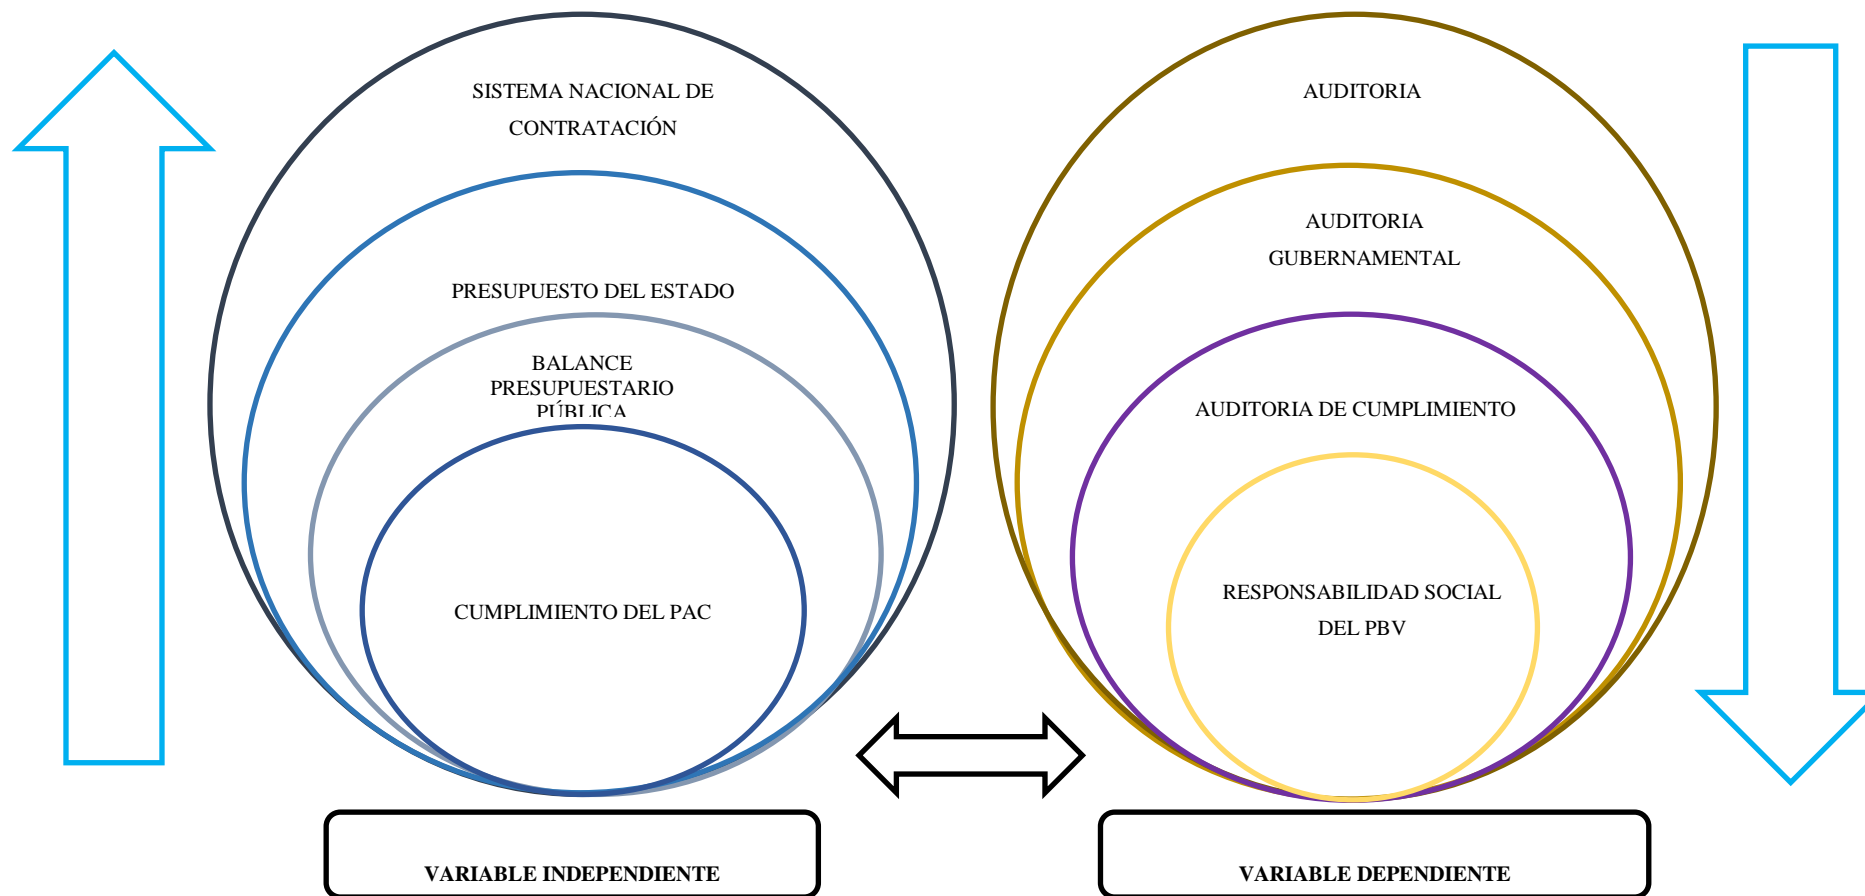 SISTEMA NACIONAL DE
CONTRATACIÓN
PRESUPUESTO DEL ESTADO
BALANCE
PRESUPUESTARIO
PÚBLICA
CUMPLIMIENTO DEL PAC
VARIABLE INDEPENDIENTE
AUDITORIA
AUDITORIA
GUBERNAMENTAL
AUDITORIA DE CUMPLIMIENTO
RESPONSABILIDAD SOCIAL
DEL PBV
VARIABLE DEPENDIENTE